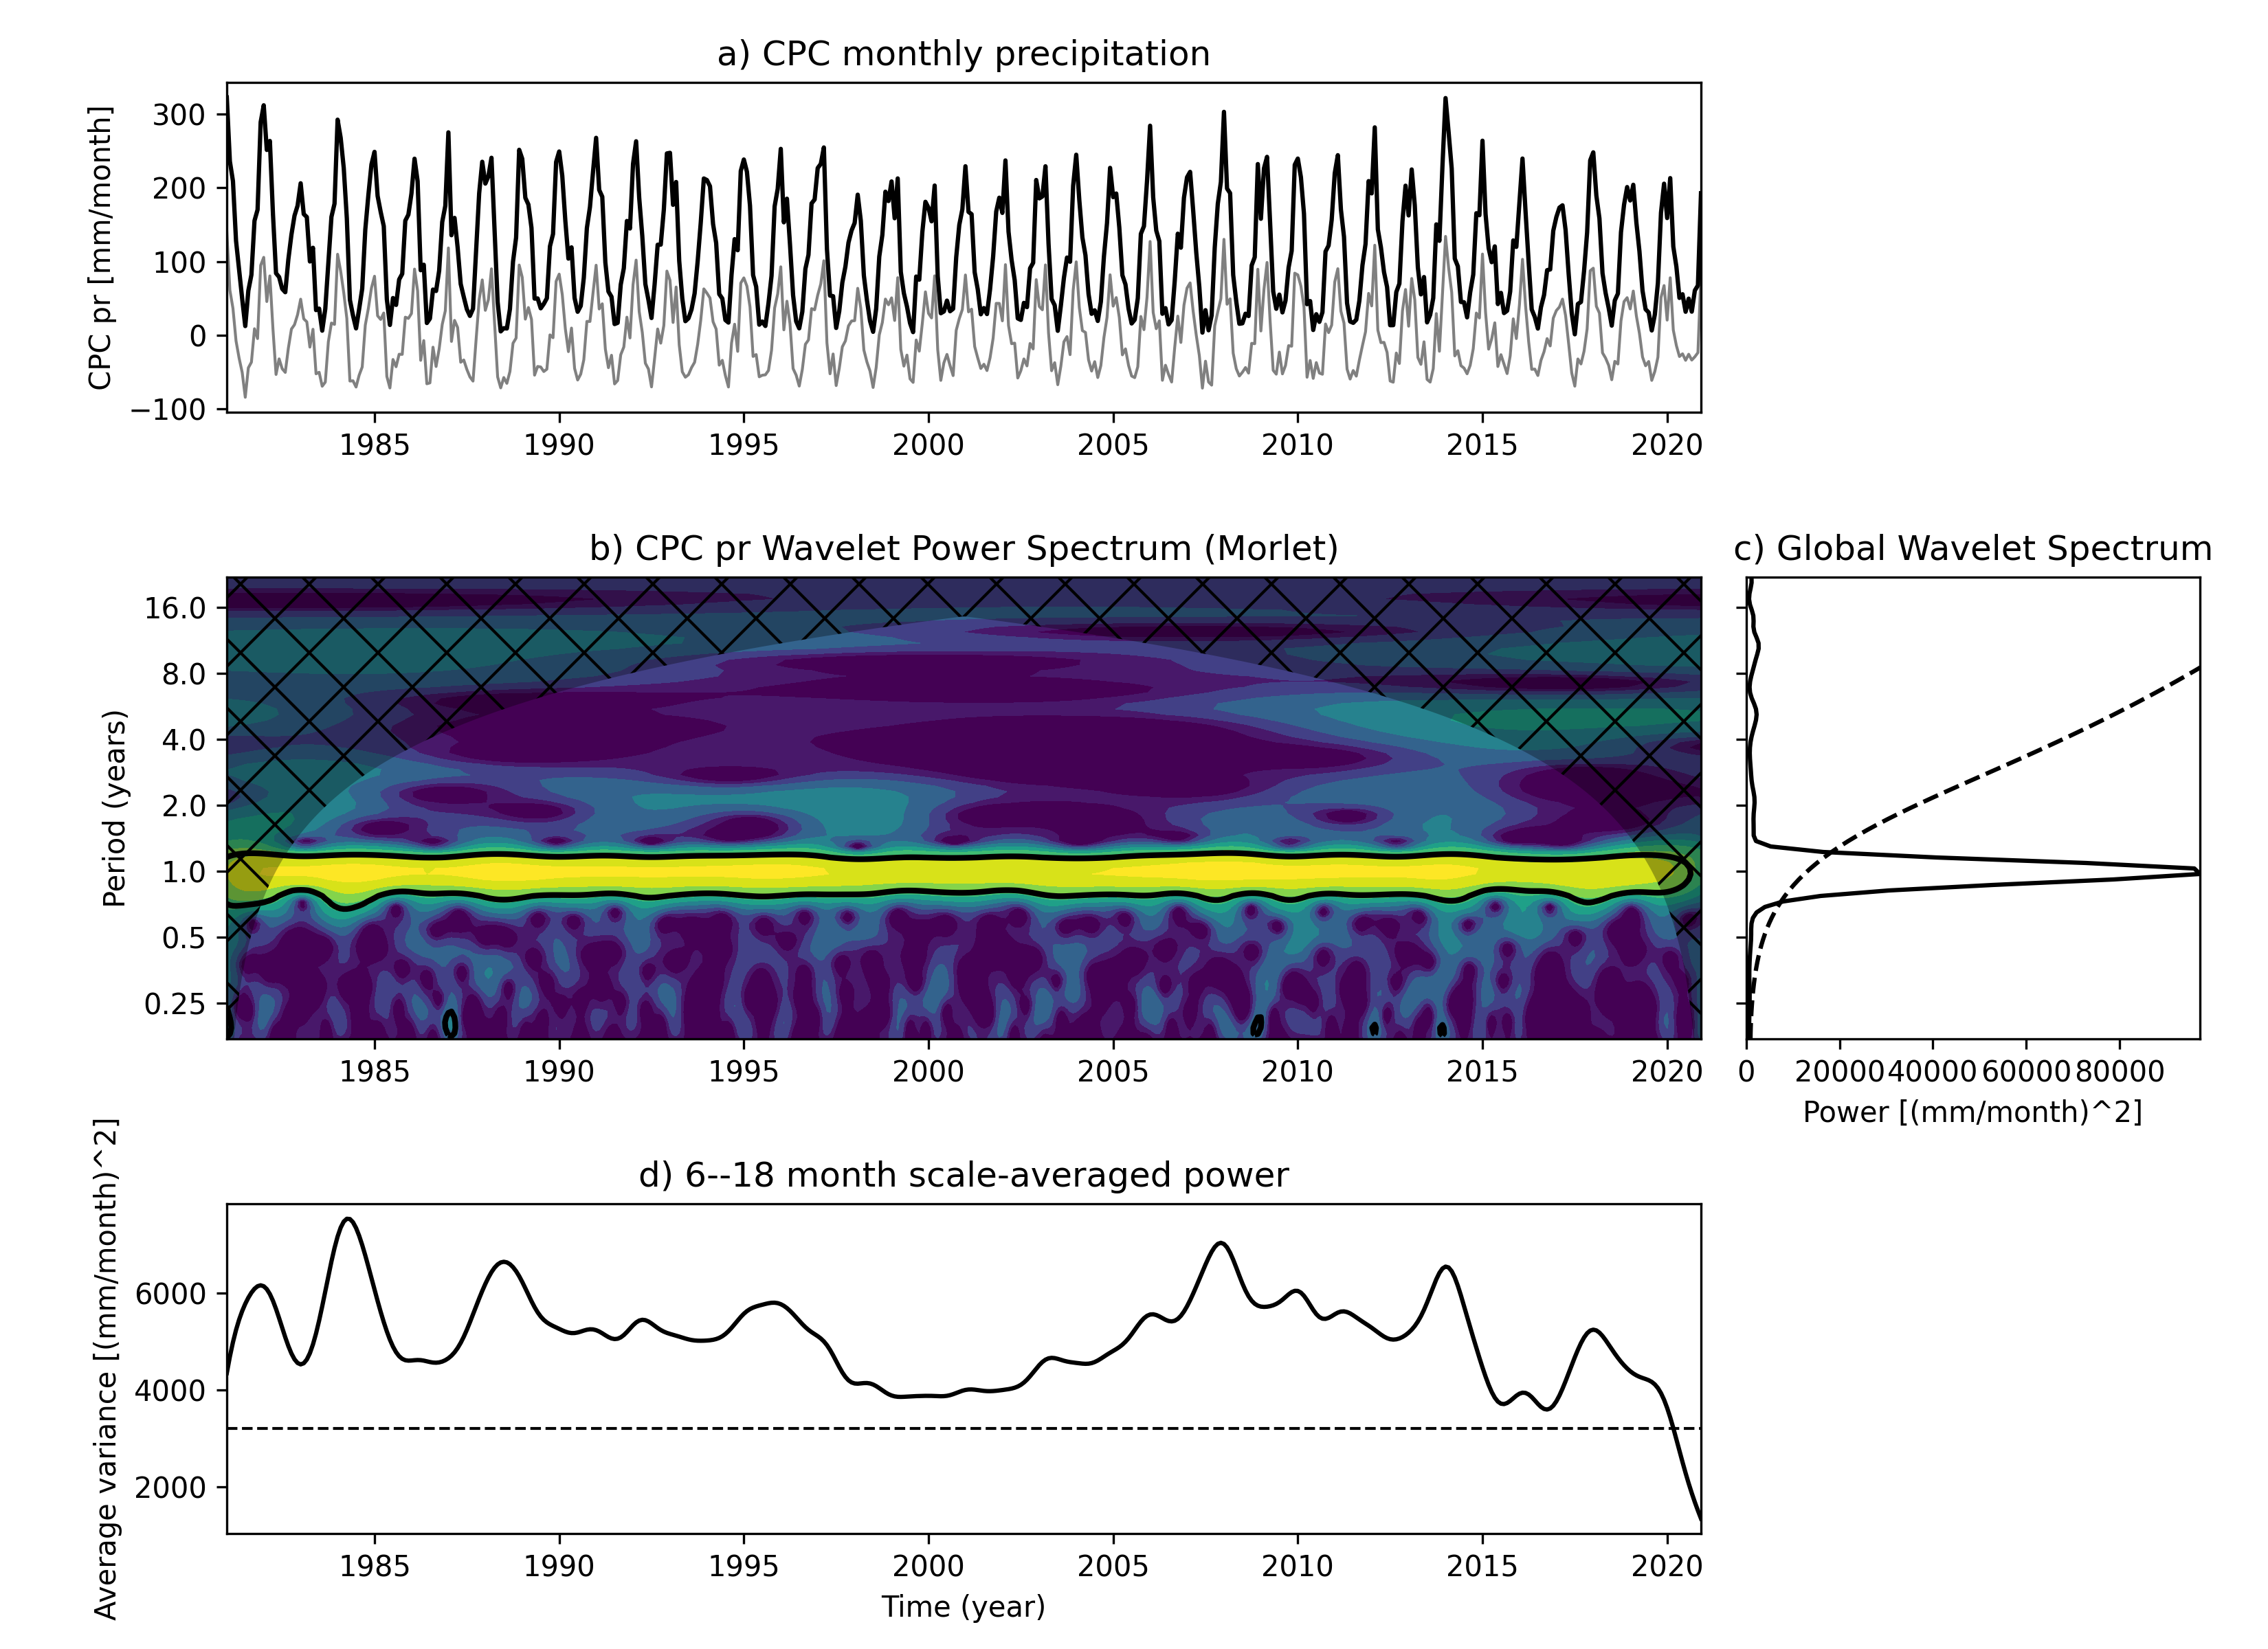 a) CPC monthly precipitation
CPC pr [mm/month]
300
200
100
0
−100
1985 1990 1995 2000 2005 2010 2015 2020
b) CPC pr Wavelet Power Spectrum (Morlet)
Period (years)
16.0
8.0
4.0
2.0
1.0
0.5
0.25
1985 1990 1995 2000 2005 2010 2015 2020
c) Global Wavelet Spectrum
0 20000 40000 60000 80000
Power [(mm/month)^2]
d) 6--18 month scale-averaged power
Average variance [(mm/month)^2]
6000
4000
2000
1985 1990 1995 2000 2005 2010 2015 2020
Time (year)